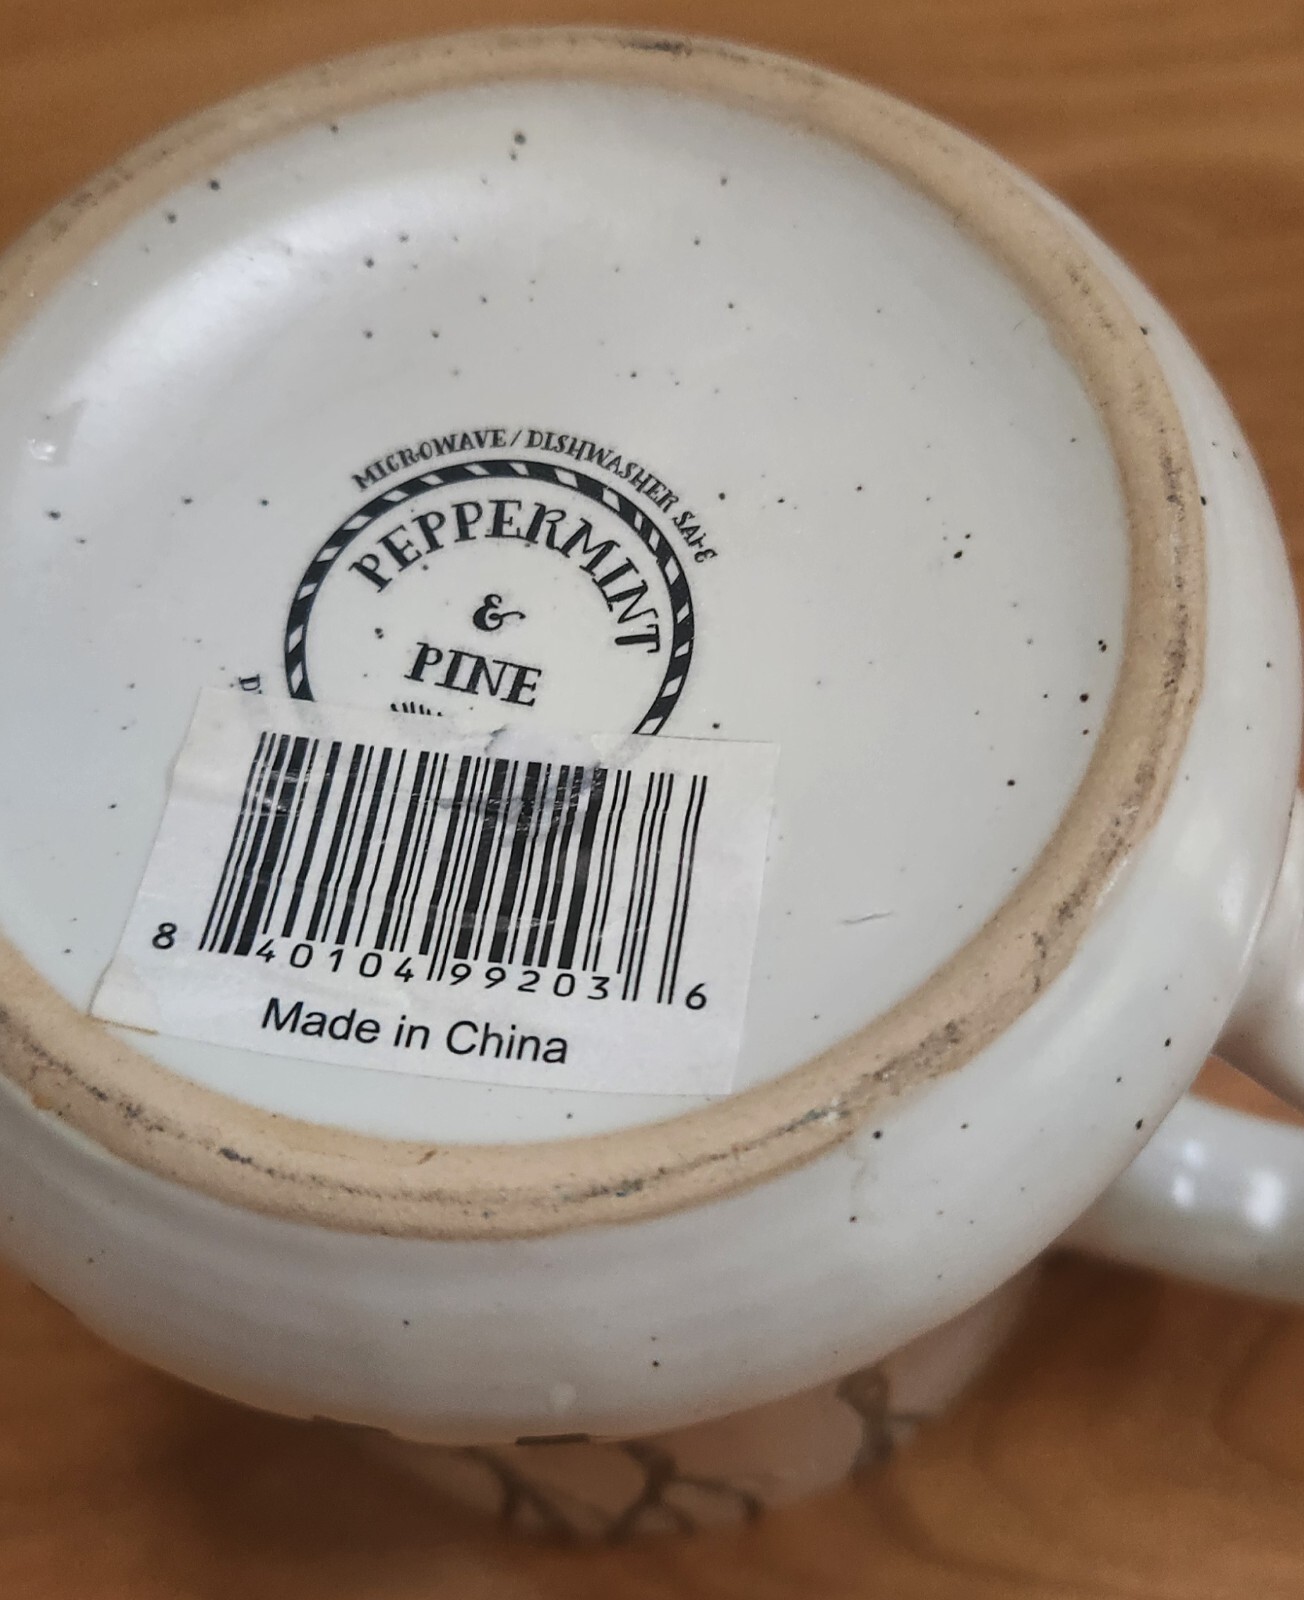 MICROWAVE / DISHWASHER SAFE
PEPPERMINT
&
PINE
8 40104 99203 6
Made in China